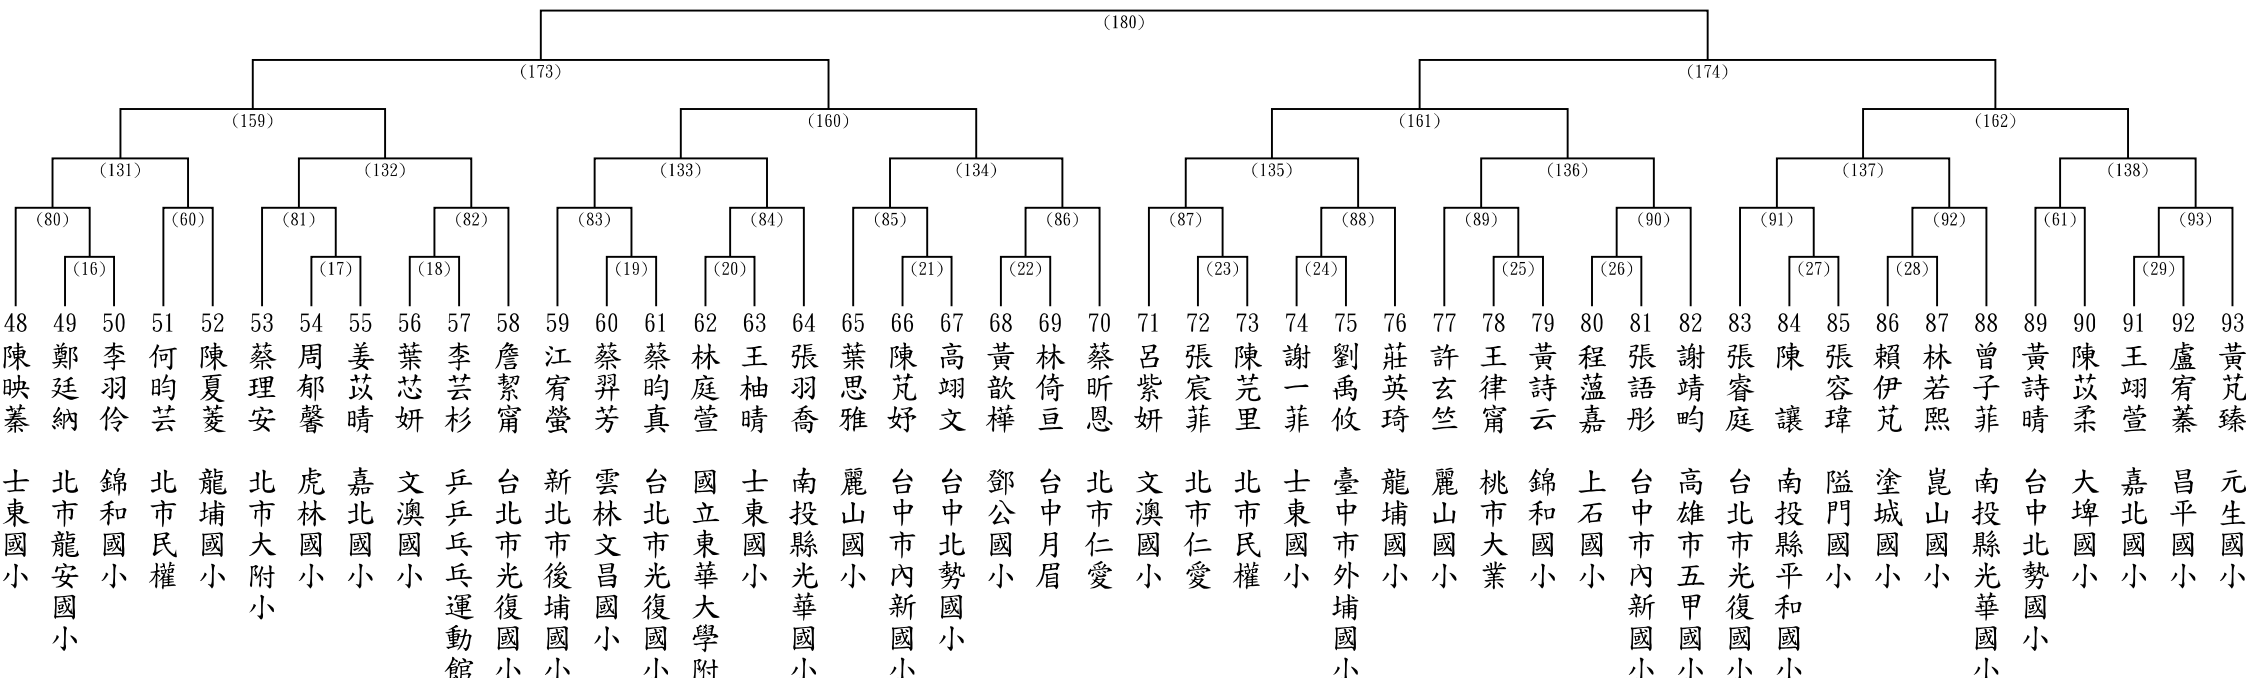 (180)
(173) (174)
(159) (160) (161) (162)
(131) (132) (133) (134) (135) (136) (137) (138)
(80) (60) (81) (82) (83) (84) (85) (86) (87) (88) (89) (90) (91) (92) (61) (93)
(16) (17) (18) (19) (20) (21) (22) (23) (24) (25) (26) (27) (28) (29)
48 陳映蓁 士東國小
49 鄭廷納 北市龍安國小
50 李羽伶 錦和國小
51 何昀芸 北市民權
52 陳夏菱 龍埔國小
53 蔡理安 北市大附小
54 周郁馨 虎林國小
55 姜苡晴 嘉北國小
56 葉芯妍 文澳國小
57 李芸杉 乒乒乓乓運動館
58 詹絜甯 台北市光復國小
59 江宥螢 新北市後埔國小
60 蔡羿芳 雲林文昌國小
61 蔡昀真 台北市光復國小
62 林庭萱 國立東華大學附
63 王柚晴 士東國小
64 張羽喬 南投縣光華國小
65 葉思雅 麗山國小
66 陳芃妤 台中市內新國小
67 高翊文 台中北勢國小
68 黃歆樺 鄧公國小
69 林倚亘 台中月眉
70 蔡昕恩 北市仁愛
71 呂紫妍 文澳國小
72 張宸菲 北市仁愛
73 陳芫里 北市民權
74 謝一菲 士東國小
75 劉禹攸 臺中市外埔國小
76 莊英琦 龍埔國小
77 許玄竺 麗山國小
78 王律甯 桃市大業
79 黃詩云 錦和國小
80 程薀嘉 上石國小
81 張語彤 台中市內新國小
82 謝靖畇 高雄市五甲國小
83 張睿庭 台北市光復國小
84 陳 讓 南投縣平和國小
85 張容瑋 隘門國小
86 賴伊芃 塗城國小
87 林若熙 崑山國小
88 曾子菲 南投縣光華國小
89 黃詩晴 台中北勢國小
90 陳苡柔 大埤國小
91 王翊萱 嘉北國小
92 盧宥蓁 昌平國小
93 黃芃臻 元生國小